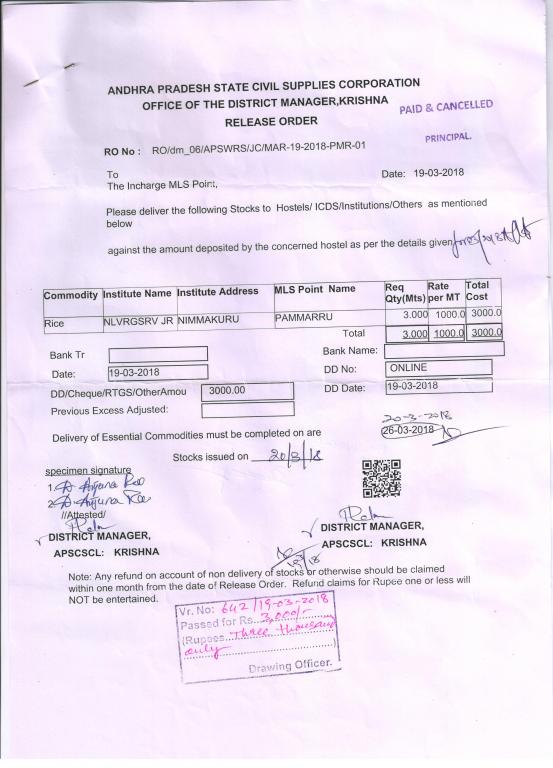 ANDHRA PRADESH STATE CIVIL SUPPLIES CORPORATION
OFFICE OF THE DISTRICT MANAGER,KRISHNA
PAID & CANCELLED
RELEASE ORDER
PRINCIPAL.
RO No : RO/dm_06/APSWRS/JC/MAR-19-2018-PMR-01
To
Date: 19-03-2018
The Incharge MLS Point,
Please deliver the following Stocks to Hostels/ ICDS/Institutions/Others as mentioned
below
against the amount deposited by the concerned hostel as per the details given
Commodity Institute Name Institute Address MLS Point Name Req Qty(Mts) Rate per MT Total Cost
Rice NLVRGSRV JR NIMMAKURU PAMMARRU 3.000 1000.0 3000.0
Total 3.000 1000.0 3000.0
Bank Tr
Bank Name:
Date: 19-03-2018
DD No: ONLINE
DD/Cheque/RTGS/OtherAmou 3000.00
DD Date: 19-03-2018
Previous Excess Adjusted:
20-3-2018
Delivery of Essential Commodities must be completed on are 26-03-2018
Stocks issued on 20/3/18
specimen signature
1. D Anjuna Rao
2. D Anjuna Rao
//Attested/
DISTRICT MANAGER,
APSCSCL: KRISHNA
DISTRICT MANAGER,
APSCSCL: KRISHNA
Note: Any refund on account of non delivery of stocks or otherwise should be claimed
within one month from the date of Release Order. Refund claims for Rupee one or less will
NOT be entertained.
Vr. No: 642/19-03-2018
Passed for Rs. 3,000/-
(Rupees Three thousand
only)
Drawing Officer.